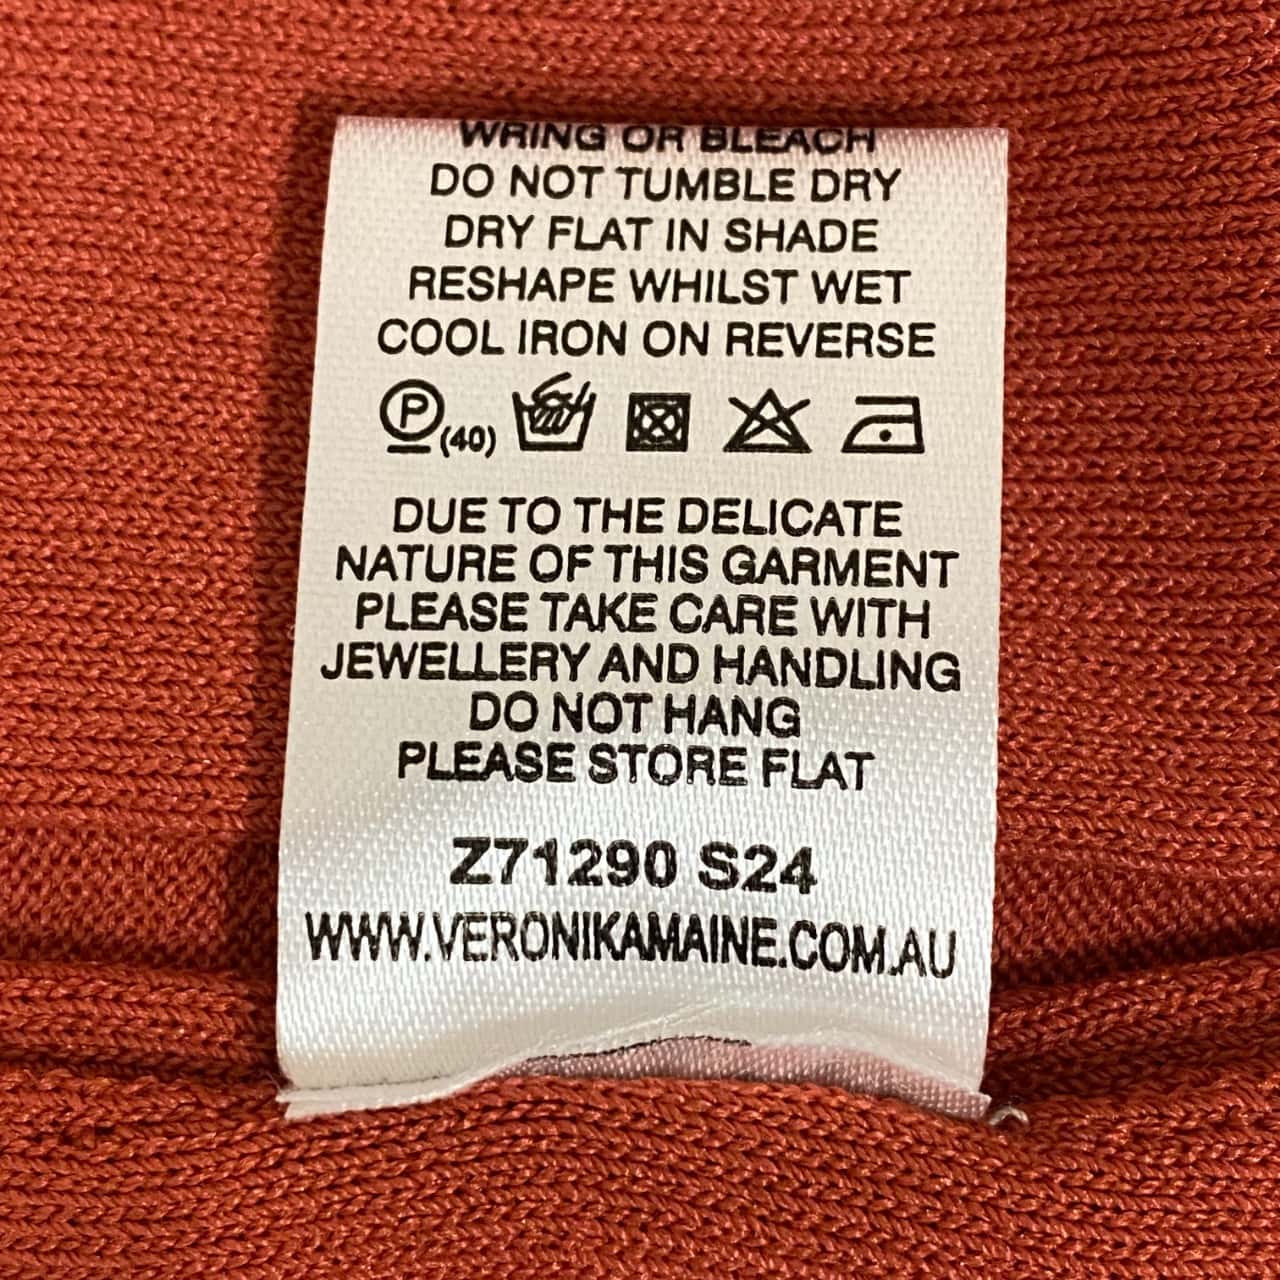 WRING OR BLEACH
DO NOT TUMBLE DRY
DRY FLAT IN SHADE
RESHAPE WHILST WET
COOL IRON ON REVERSE
P (40)
DUE TO THE DELICATE
NATURE OF THIS GARMENT
PLEASE TAKE CARE WITH
JEWELLERY AND HANDLING
DO NOT HANG
PLEASE STORE FLAT
Z71290 S24
WWW.VERONIKAMAINE.COM.AU